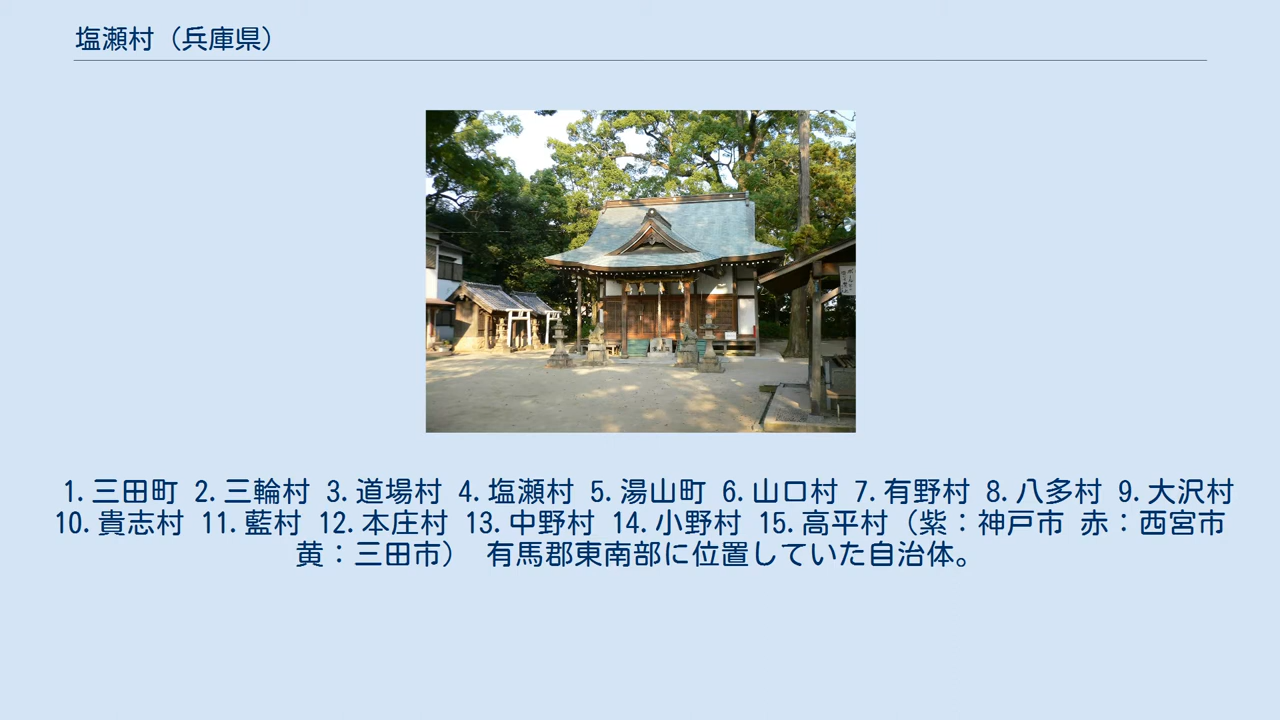 塩瀬村（兵庫県）
1.三田町 2.三輪村 3.道場村 4.塩瀬村 5.湯山町 6.山口村 7.有野村 8.八多村 9.大沢村
10.貴志村 11.藍村 12.本庄村 13.中野村 14.小野村 15.高平村（紫：神戸市 赤：西宮市
黄：三田市） 有馬郡東南部に位置していた自治体。